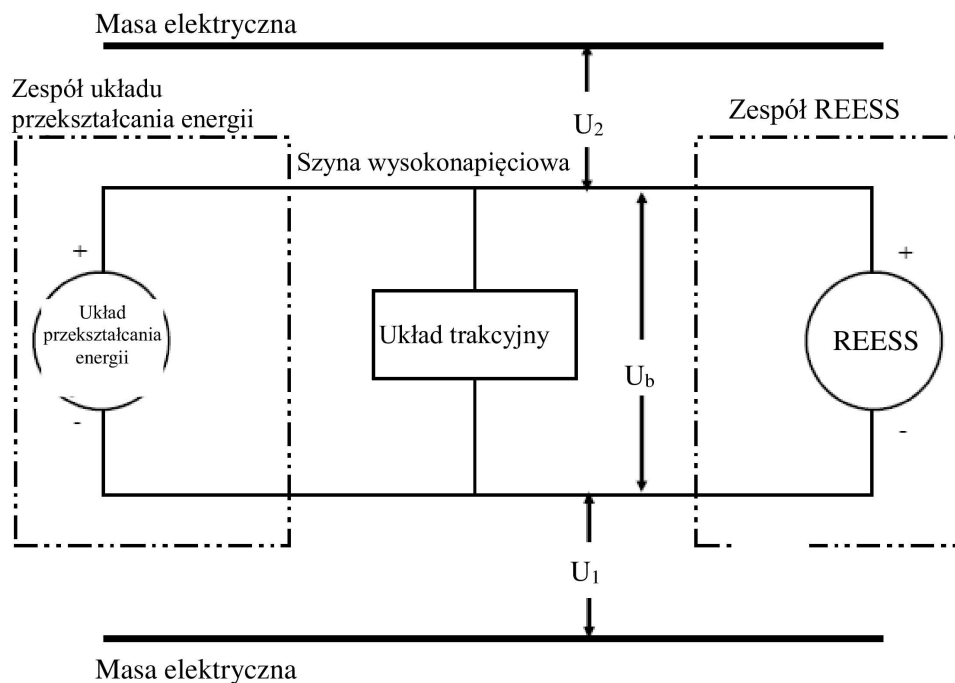 Masa elektryczna
Zespół układu
przekształcania energii
Zespół REESS
U2
Szyna wysokonapięciowa
+
+
Układ
przekształcania
energii
Układ trakcyjny
REESS
Ub
-
-
U1
Masa elektryczna